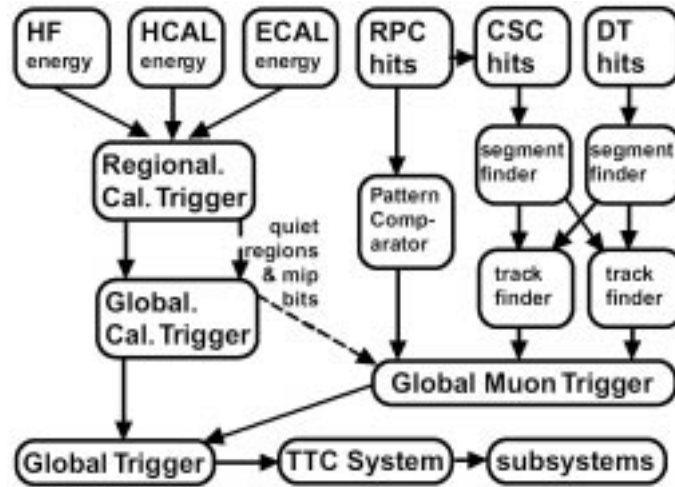 HF
energy
HCAL
energy
ECAL
energy
RPC
hits
CSC
hits
DT
hits
Regional.
Cal. Trigger
segment
finder
segment
finder
Pattern
Comp-
arator
quiet
regions
& mip
bits
Global.
Cal. Trigger
track
finder
track
finder
Global Muon Trigger
Global Trigger
TTC System
subsystems